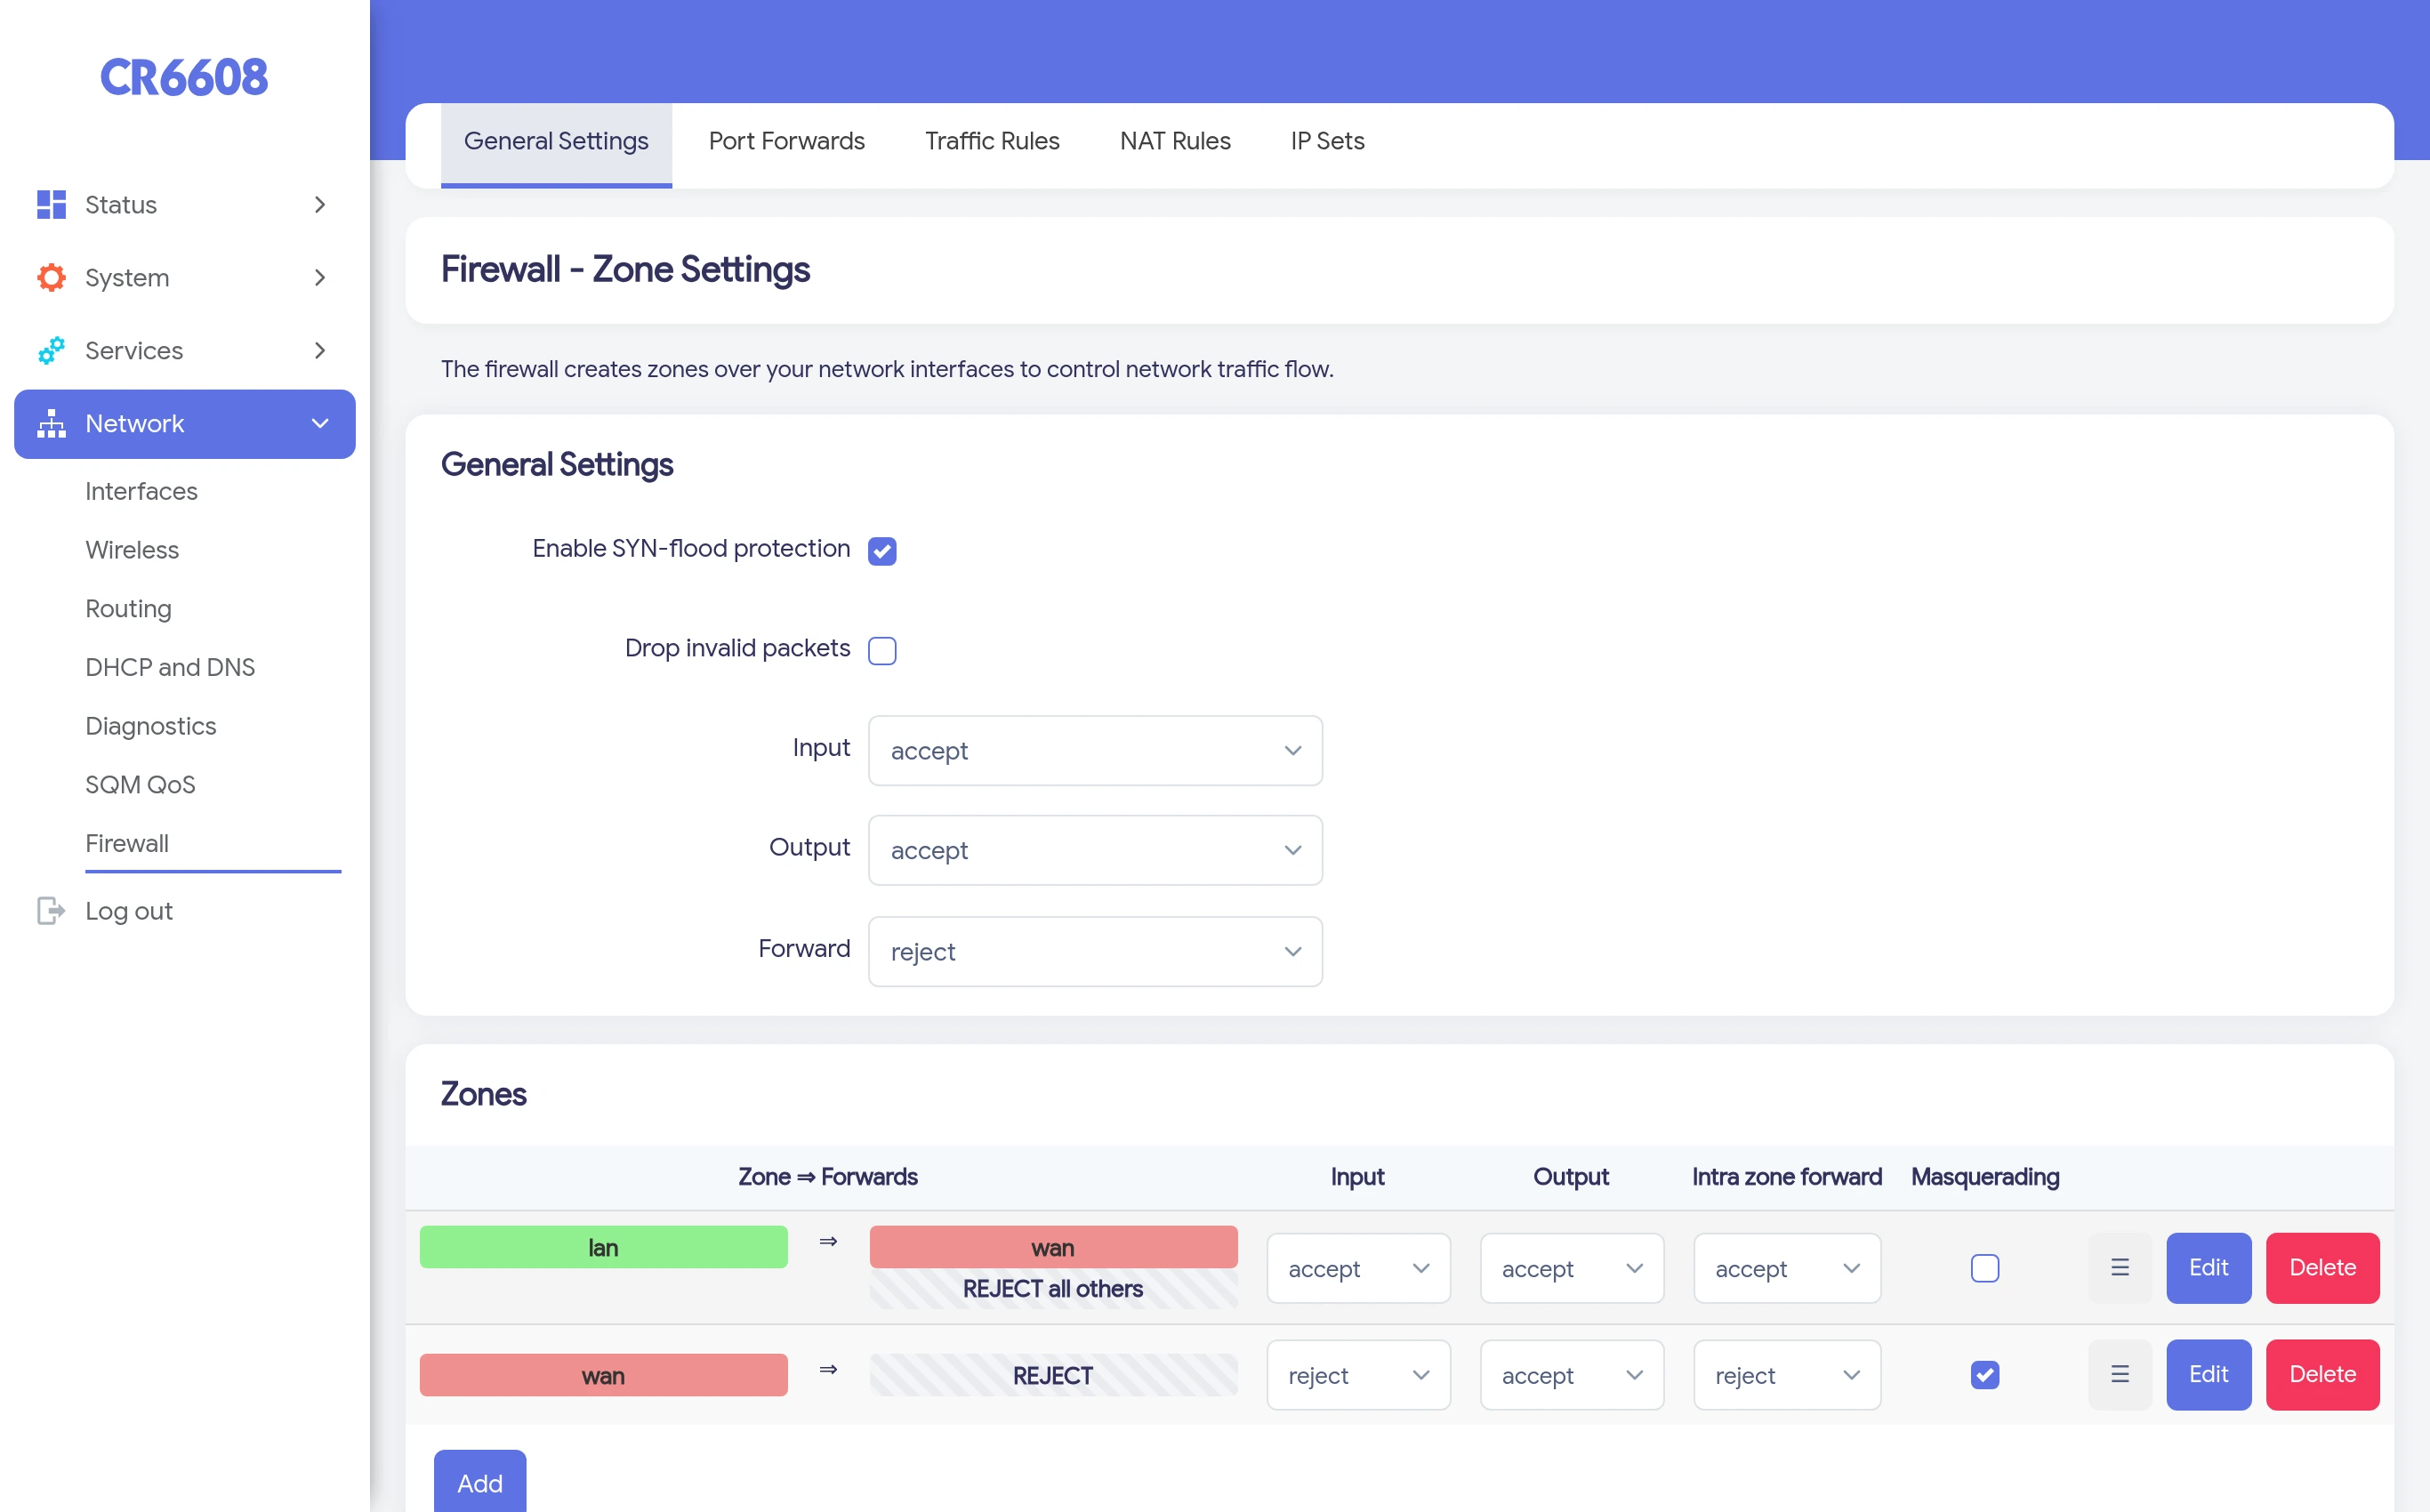 CR6608
Status
System
Services
Network
Interfaces
Wireless
Routing
DHCP and DNS
Diagnostics
SQM QoS
Firewall
Log out
General Settings
Port Forwards
Traffic Rules
NAT Rules
IP Sets
Firewall - Zone Settings
The firewall creates zones over your network interfaces to control network traffic flow.
General Settings
Enable SYN-flood protection
Drop invalid packets
Input accept
Output accept
Forward reject
Zones
Zone ⇒ Forwards Input Output Intra zone forward Masquerading
lan ⇒ wan accept accept accept ☰ Edit Delete
REJECT all others
wan ⇒ REJECT reject accept reject ☰ Edit Delete
Add